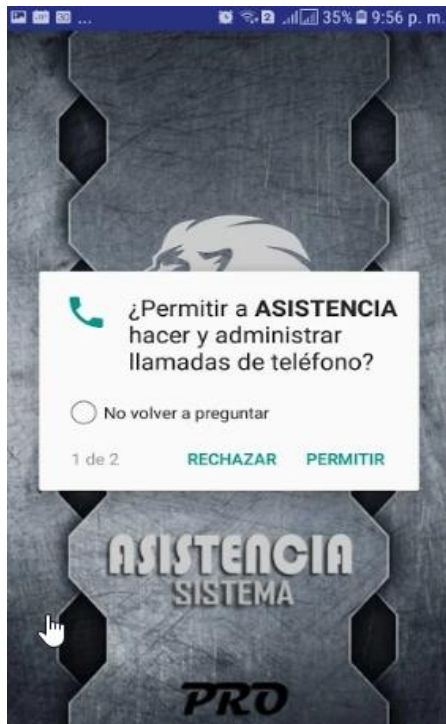 ... 2 35% 9:56 p. m.
¿Permitir a ASISTENCIA
hacer y administrar
llamadas de teléfono?
No volver a preguntar
1 de 2 RECHAZAR PERMITIR
ASISTENCIA
SISTEMA
PRO